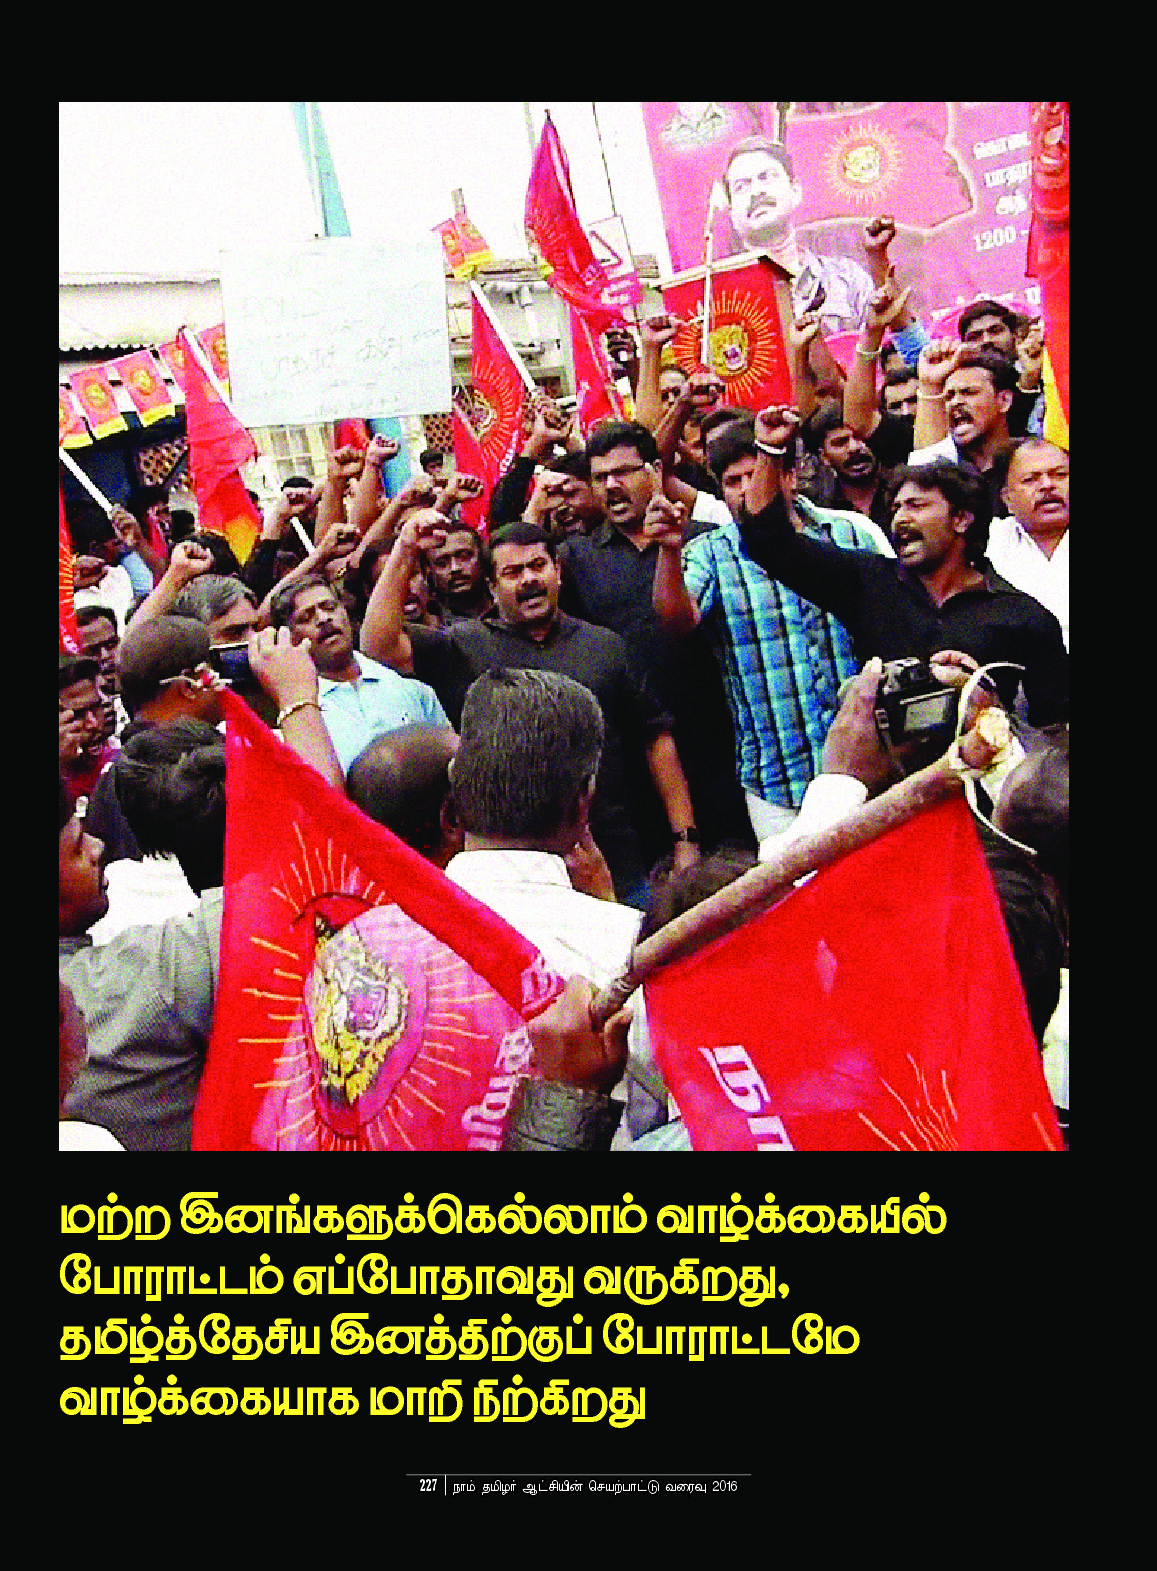 1200 -
மற்ற இனங்களுக்கெல்லாம் வாழ்க்கையில்
போராட்டம் எப்போதாவது வருகிறது,
தமிழ்த்தேசிய இனத்திற்குப் போராட்டமே
வாழ்க்கையாக மாறி நிற்கிறது
227 நாம் தமிழர் ஆட்சியின் செயற்பாட்டு வரைவு 2016